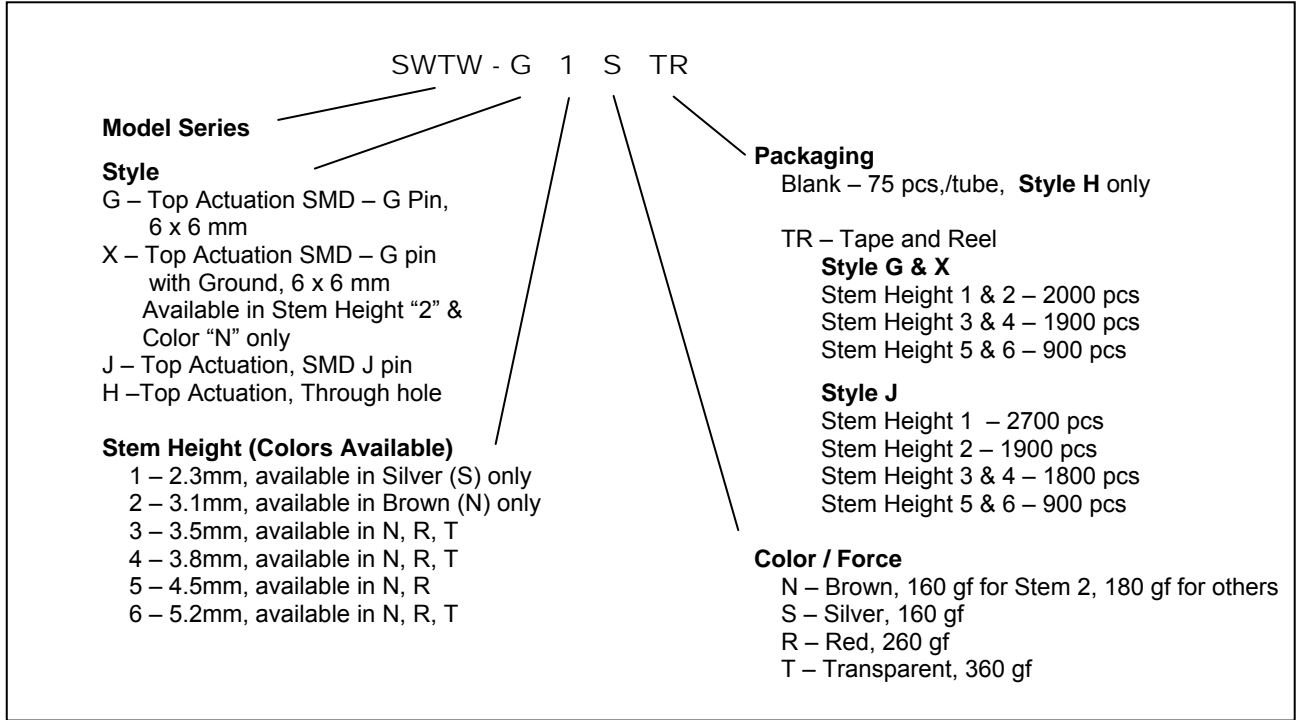 SWTW - G 1 S TR
Model Series
Style
G – Top Actuation SMD – G Pin,
6 x 6 mm
X – Top Actuation SMD – G pin
with Ground, 6 x 6 mm
Available in Stem Height “2” &
Color “N” only
J – Top Actuation, SMD J pin
H –Top Actuation, Through hole
Stem Height (Colors Available)
1 – 2.3mm, available in Silver (S) only
2 – 3.1mm, available in Brown (N) only
3 – 3.5mm, available in N, R, T
4 – 3.8mm, available in N, R, T
5 – 4.5mm, available in N, R
6 – 5.2mm, available in N, R, T
Packaging
Blank – 75 pcs,/tube, Style H only
TR – Tape and Reel
Style G & X
Stem Height 1 & 2 – 2000 pcs
Stem Height 3 & 4 – 1900 pcs
Stem Height 5 & 6 – 900 pcs
Style J
Stem Height 1 – 2700 pcs
Stem Height 2 – 1900 pcs
Stem Height 3 & 4 – 1800 pcs
Stem Height 5 & 6 – 900 pcs
Color / Force
N – Brown, 160 gf for Stem 2, 180 gf for others
S – Silver, 160 gf
R – Red, 260 gf
T – Transparent, 360 gf